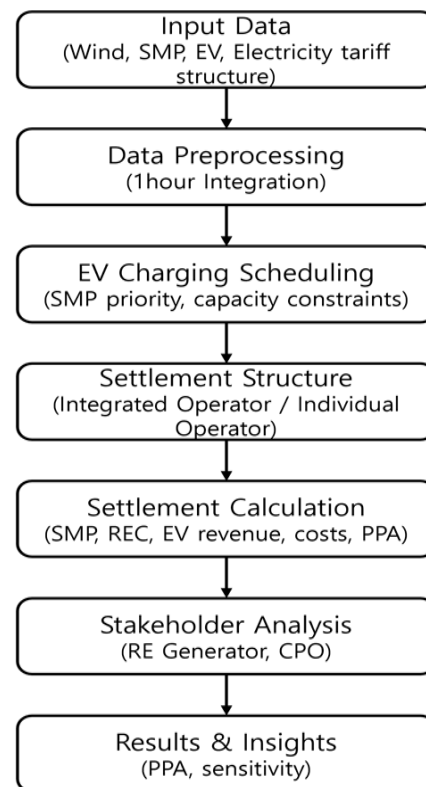 Input Data
(Wind, SMP, EV, Electricity tariff
structure)
Data Preprocessing
(1hour Integration)
EV Charging Scheduling
(SMP priority, capacity constraints)
Settlement Structure
(Integrated Operator / Individual
Operator)
Settlement Calculation
(SMP, REC, EV revenue, costs, PPA)
Stakeholder Analysis
(RE Generator, CPO)
Results & Insights
(PPA, sensitivity)